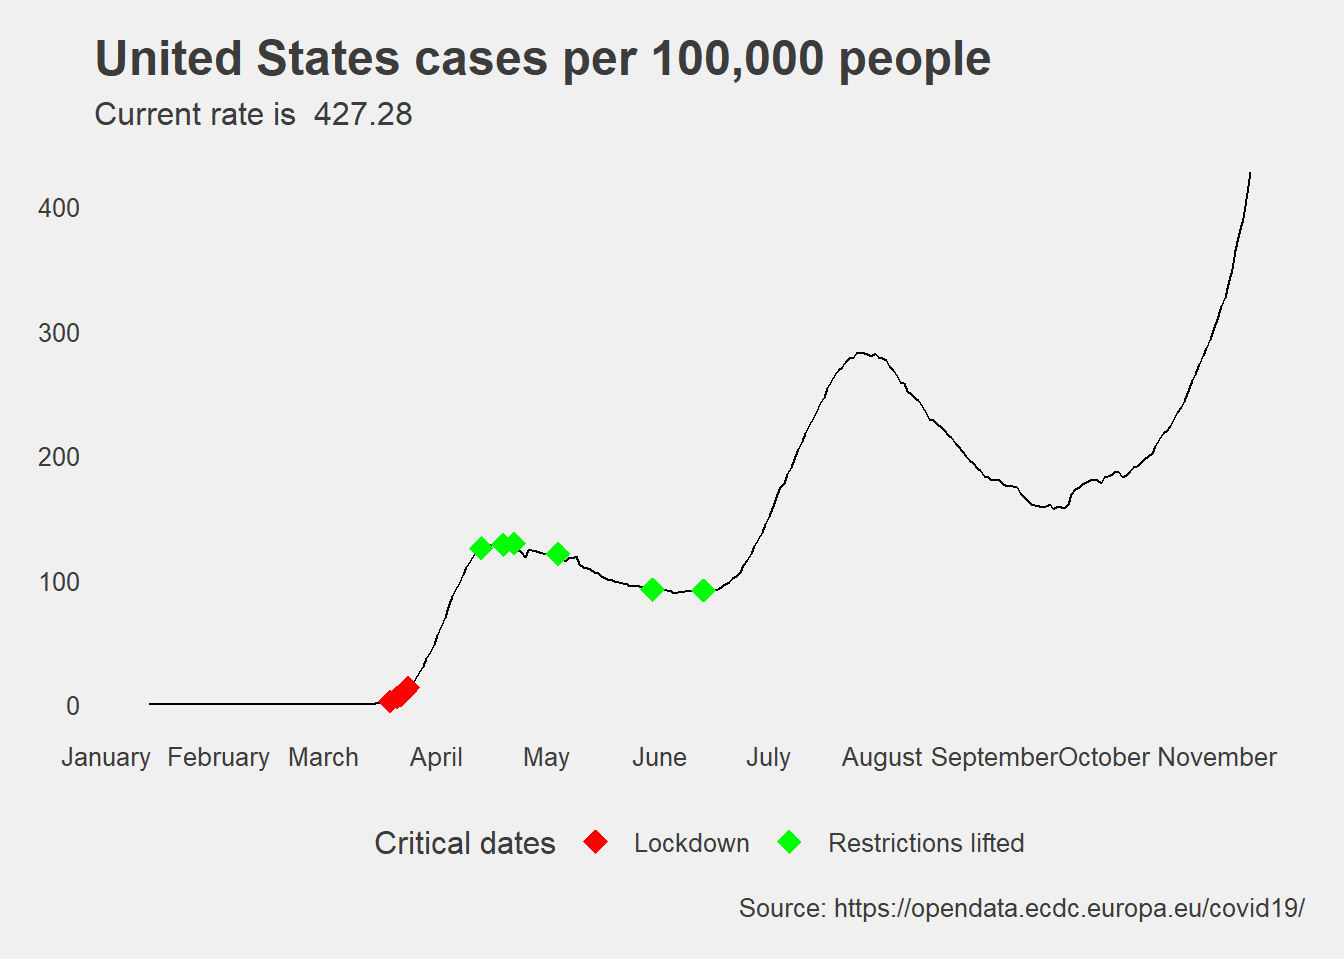 United States cases per 100,000 people
Current rate is  427.28
400
300
200
100
0
January February March April May June July August September October November
Critical dates Lockdown Restrictions lifted
Source: https://opendata.ecdc.europa.eu/covid19/